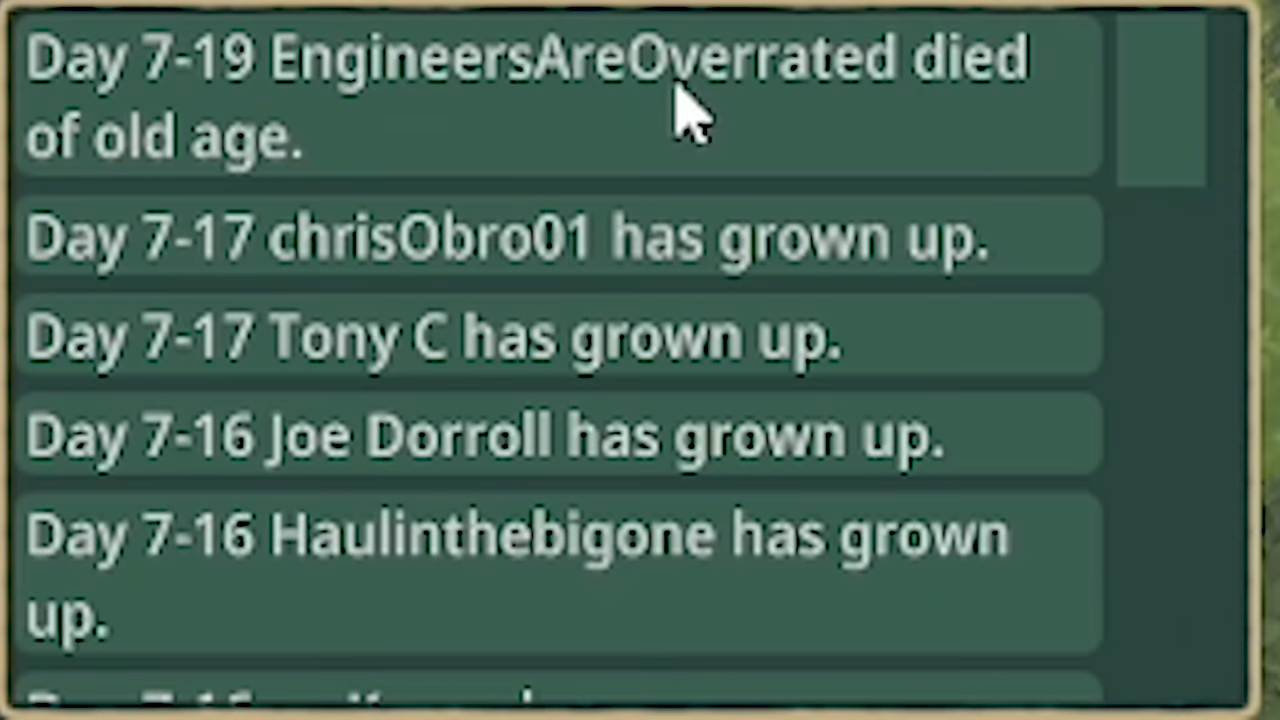 Day 7-19 EngineersAreOverrated died
of old age.
Day 7-17 chrisObro01 has grown up.
Day 7-17 Tony C has grown up.
Day 7-16 Joe Dorroll has grown up.
Day 7-16 Haulinthebigone has grown
up.